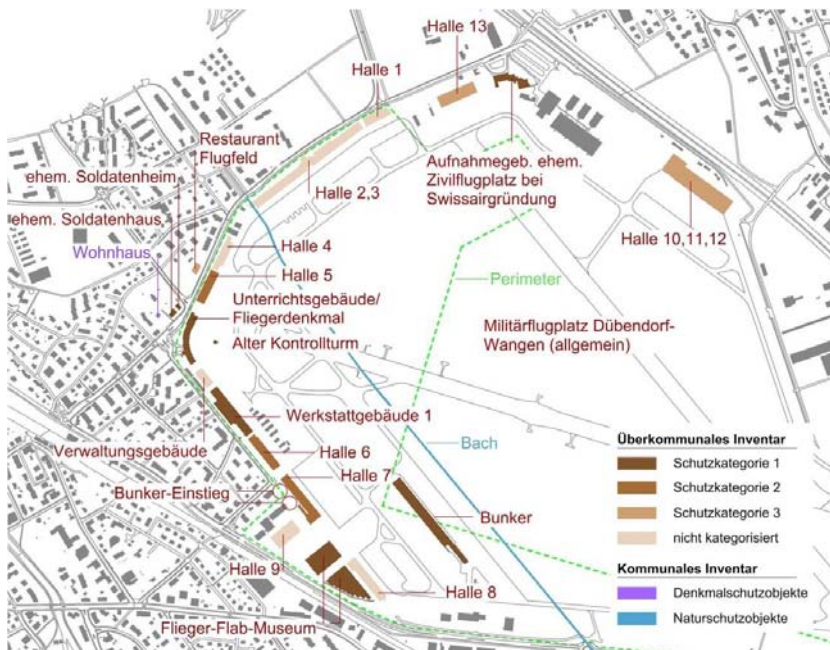 Halle 13
Halle 1
Restaurant
Flugfeld
ehem. Soldatenheim
ehem. Soldatenhaus
Wohnhaus
Halle 2,3
Aufnahmegeb. ehem.
Zivilflugplatz bei
Swissairgründung
Halle 10,11,12
Halle 4
Halle 5
Perimeter
Unterrichtsgebäude/
Fliegerdenkmal
Militärflugplatz Dübendorf-
Wangen (allgemein)
Alter Kontrollturm
Werkstattgebäude 1
Bach
Verwaltungsgebäude
Halle 6
Halle 7
Bunker-Einstieg
Bunker
Halle 9
Halle 8
Flieger-Flab-Museum
Überkommunales Inventar
Schutzkategorie 1
Schutzkategorie 2
Schutzkategorie 3
nicht kategorisiert
Kommunales Inventar
Denkmalschutzobjekte
Naturschutzobjekte